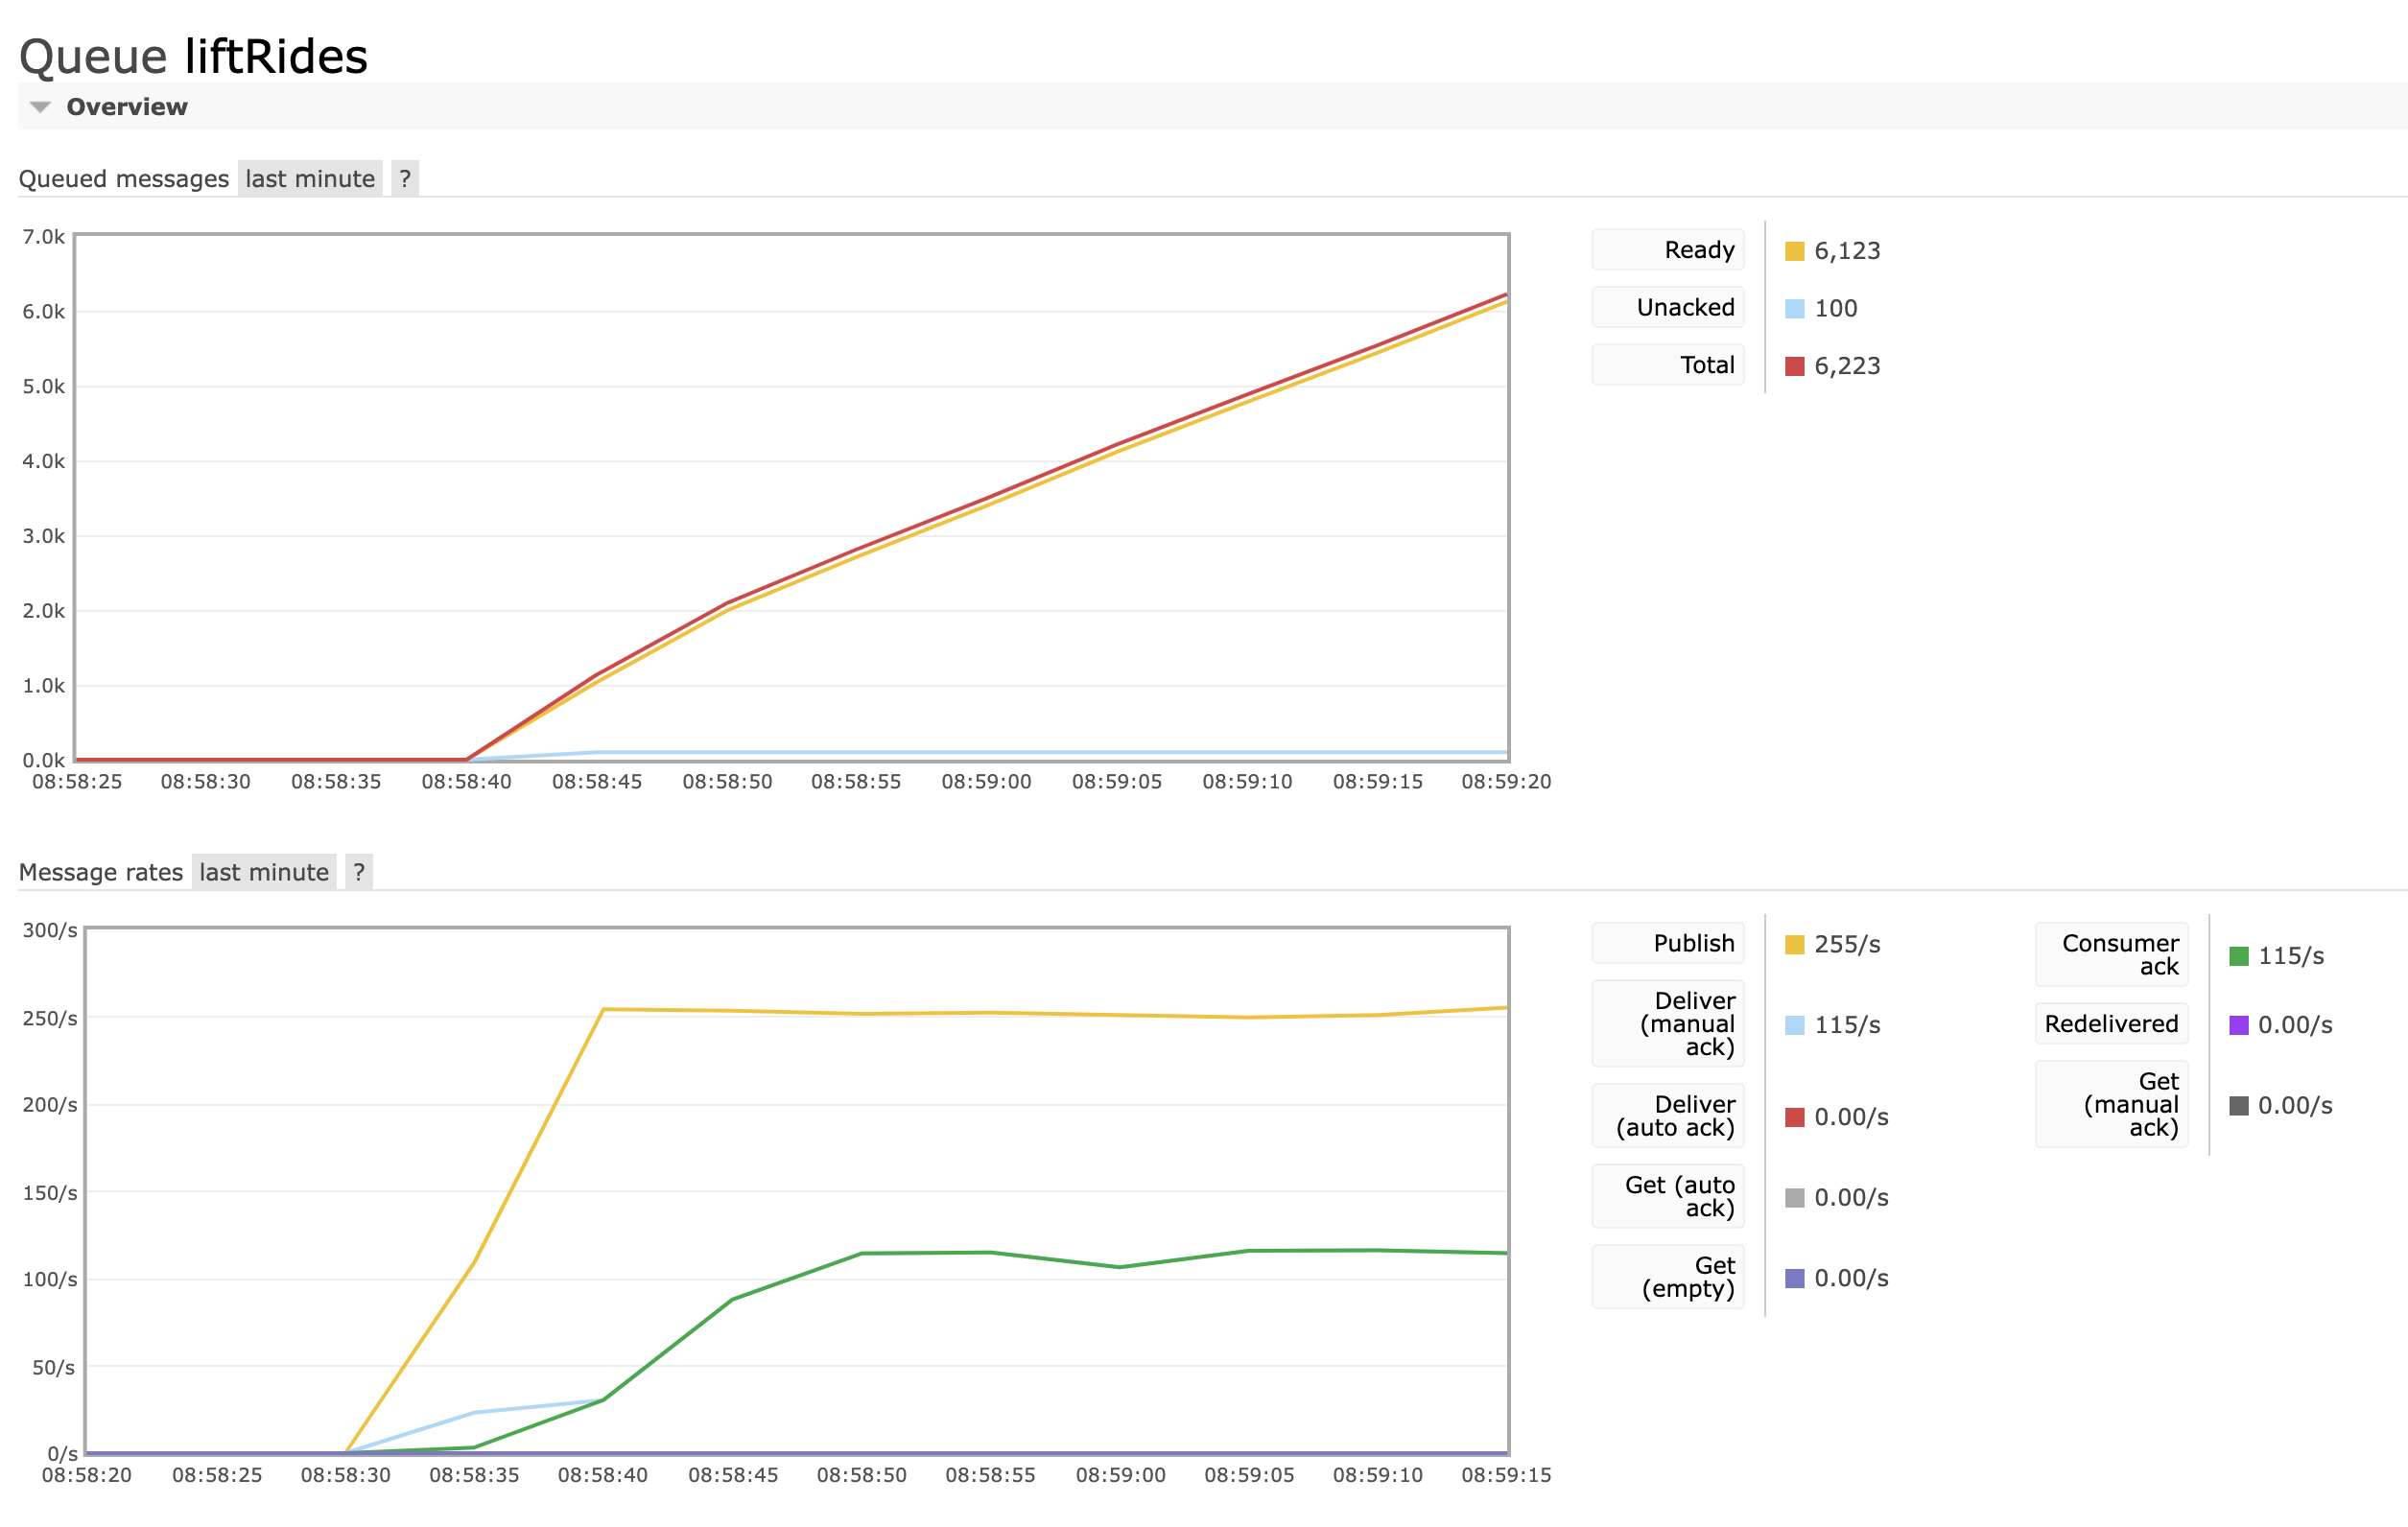 Queue liftRides
Overview
Queued messages last minute ?
7.0k
6.0k
5.0k
4.0k
3.0k
2.0k
1.0k
0.0k
08:58:25 08:58:30 08:58:35 08:58:40 08:58:45 08:58:50 08:58:55 08:59:00 08:59:05 08:59:10 08:59:15 08:59:20
Ready 6,123
Unacked 100
Total 6,223
Message rates last minute ?
300/s
250/s
200/s
150/s
100/s
50/s
0/s
08:58:20 08:58:25 08:58:30 08:58:35 08:58:40 08:58:45 08:58:50 08:58:55 08:59:00 08:59:05 08:59:10 08:59:15
Publish 255/s
Deliver
(manual
ack)
115/s
Deliver
(auto ack)
0.00/s
Get (auto
ack)
0.00/s
Get
(empty)
0.00/s
Consumer
ack
115/s
Redelivered 0.00/s
Get
(manual
ack)
0.00/s